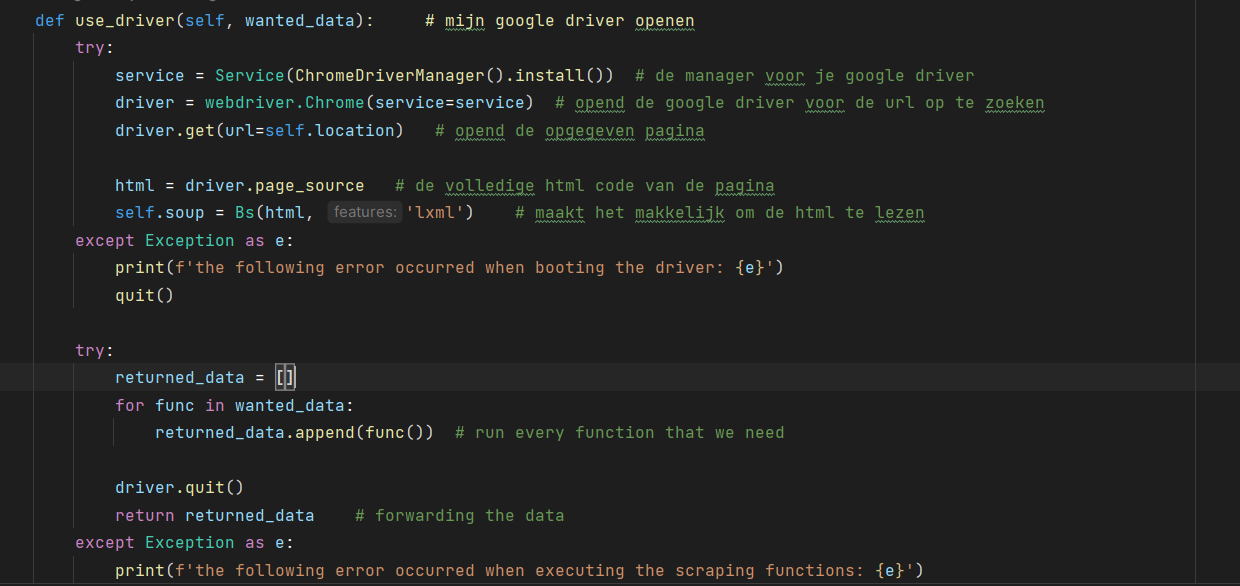 def use_driver(self, wanted_data):     # mijn google driver openen
    try:
        service = Service(ChromeDriverManager().install())  # de manager voor je google driver
        driver = webdriver.Chrome(service=service)  # opend de google driver voor de url op te zoeken
        driver.get(url=self.location)   # opend de opgegeven pagina

        html = driver.page_source   # de volledige html code van de pagina
        self.soup = Bs(html, features: 'lxml')    # maakt het makkelijk om de html te lezen
    except Exception as e:
        print(f'the following error occurred when booting the driver: {e}')
        quit()

    try:
        returned_data = []
        for func in wanted_data:
            returned_data.append(func())  # run every function that we need

        driver.quit()
        return returned_data    # forwarding the data
    except Exception as e:
        print(f'the following error occurred when executing the scraping functions: {e}')